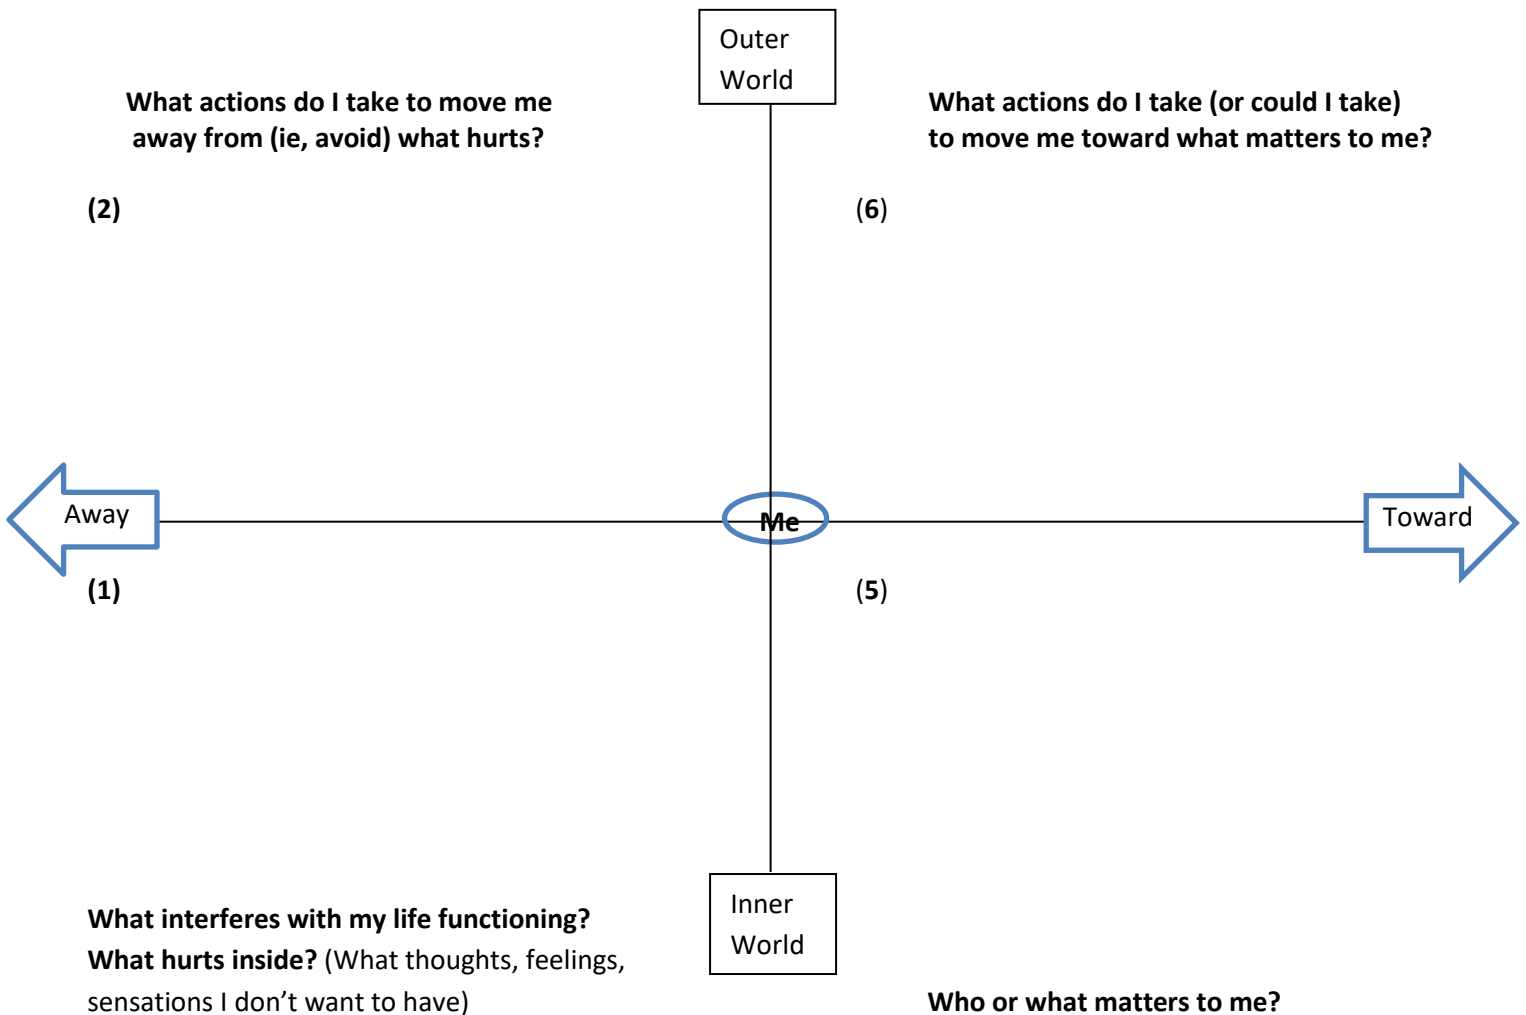 Outer
World
What actions do I take to move me
away from (ie, avoid) what hurts?
What actions do I take (or could I take)
to move me toward what matters to me?
(2)
(6)
Away
Me
Toward
(1)
(5)
What interferes with my life functioning?
What hurts inside? (What thoughts, feelings,
sensations I don’t want to have)
Inner
World
Who or what matters to me?